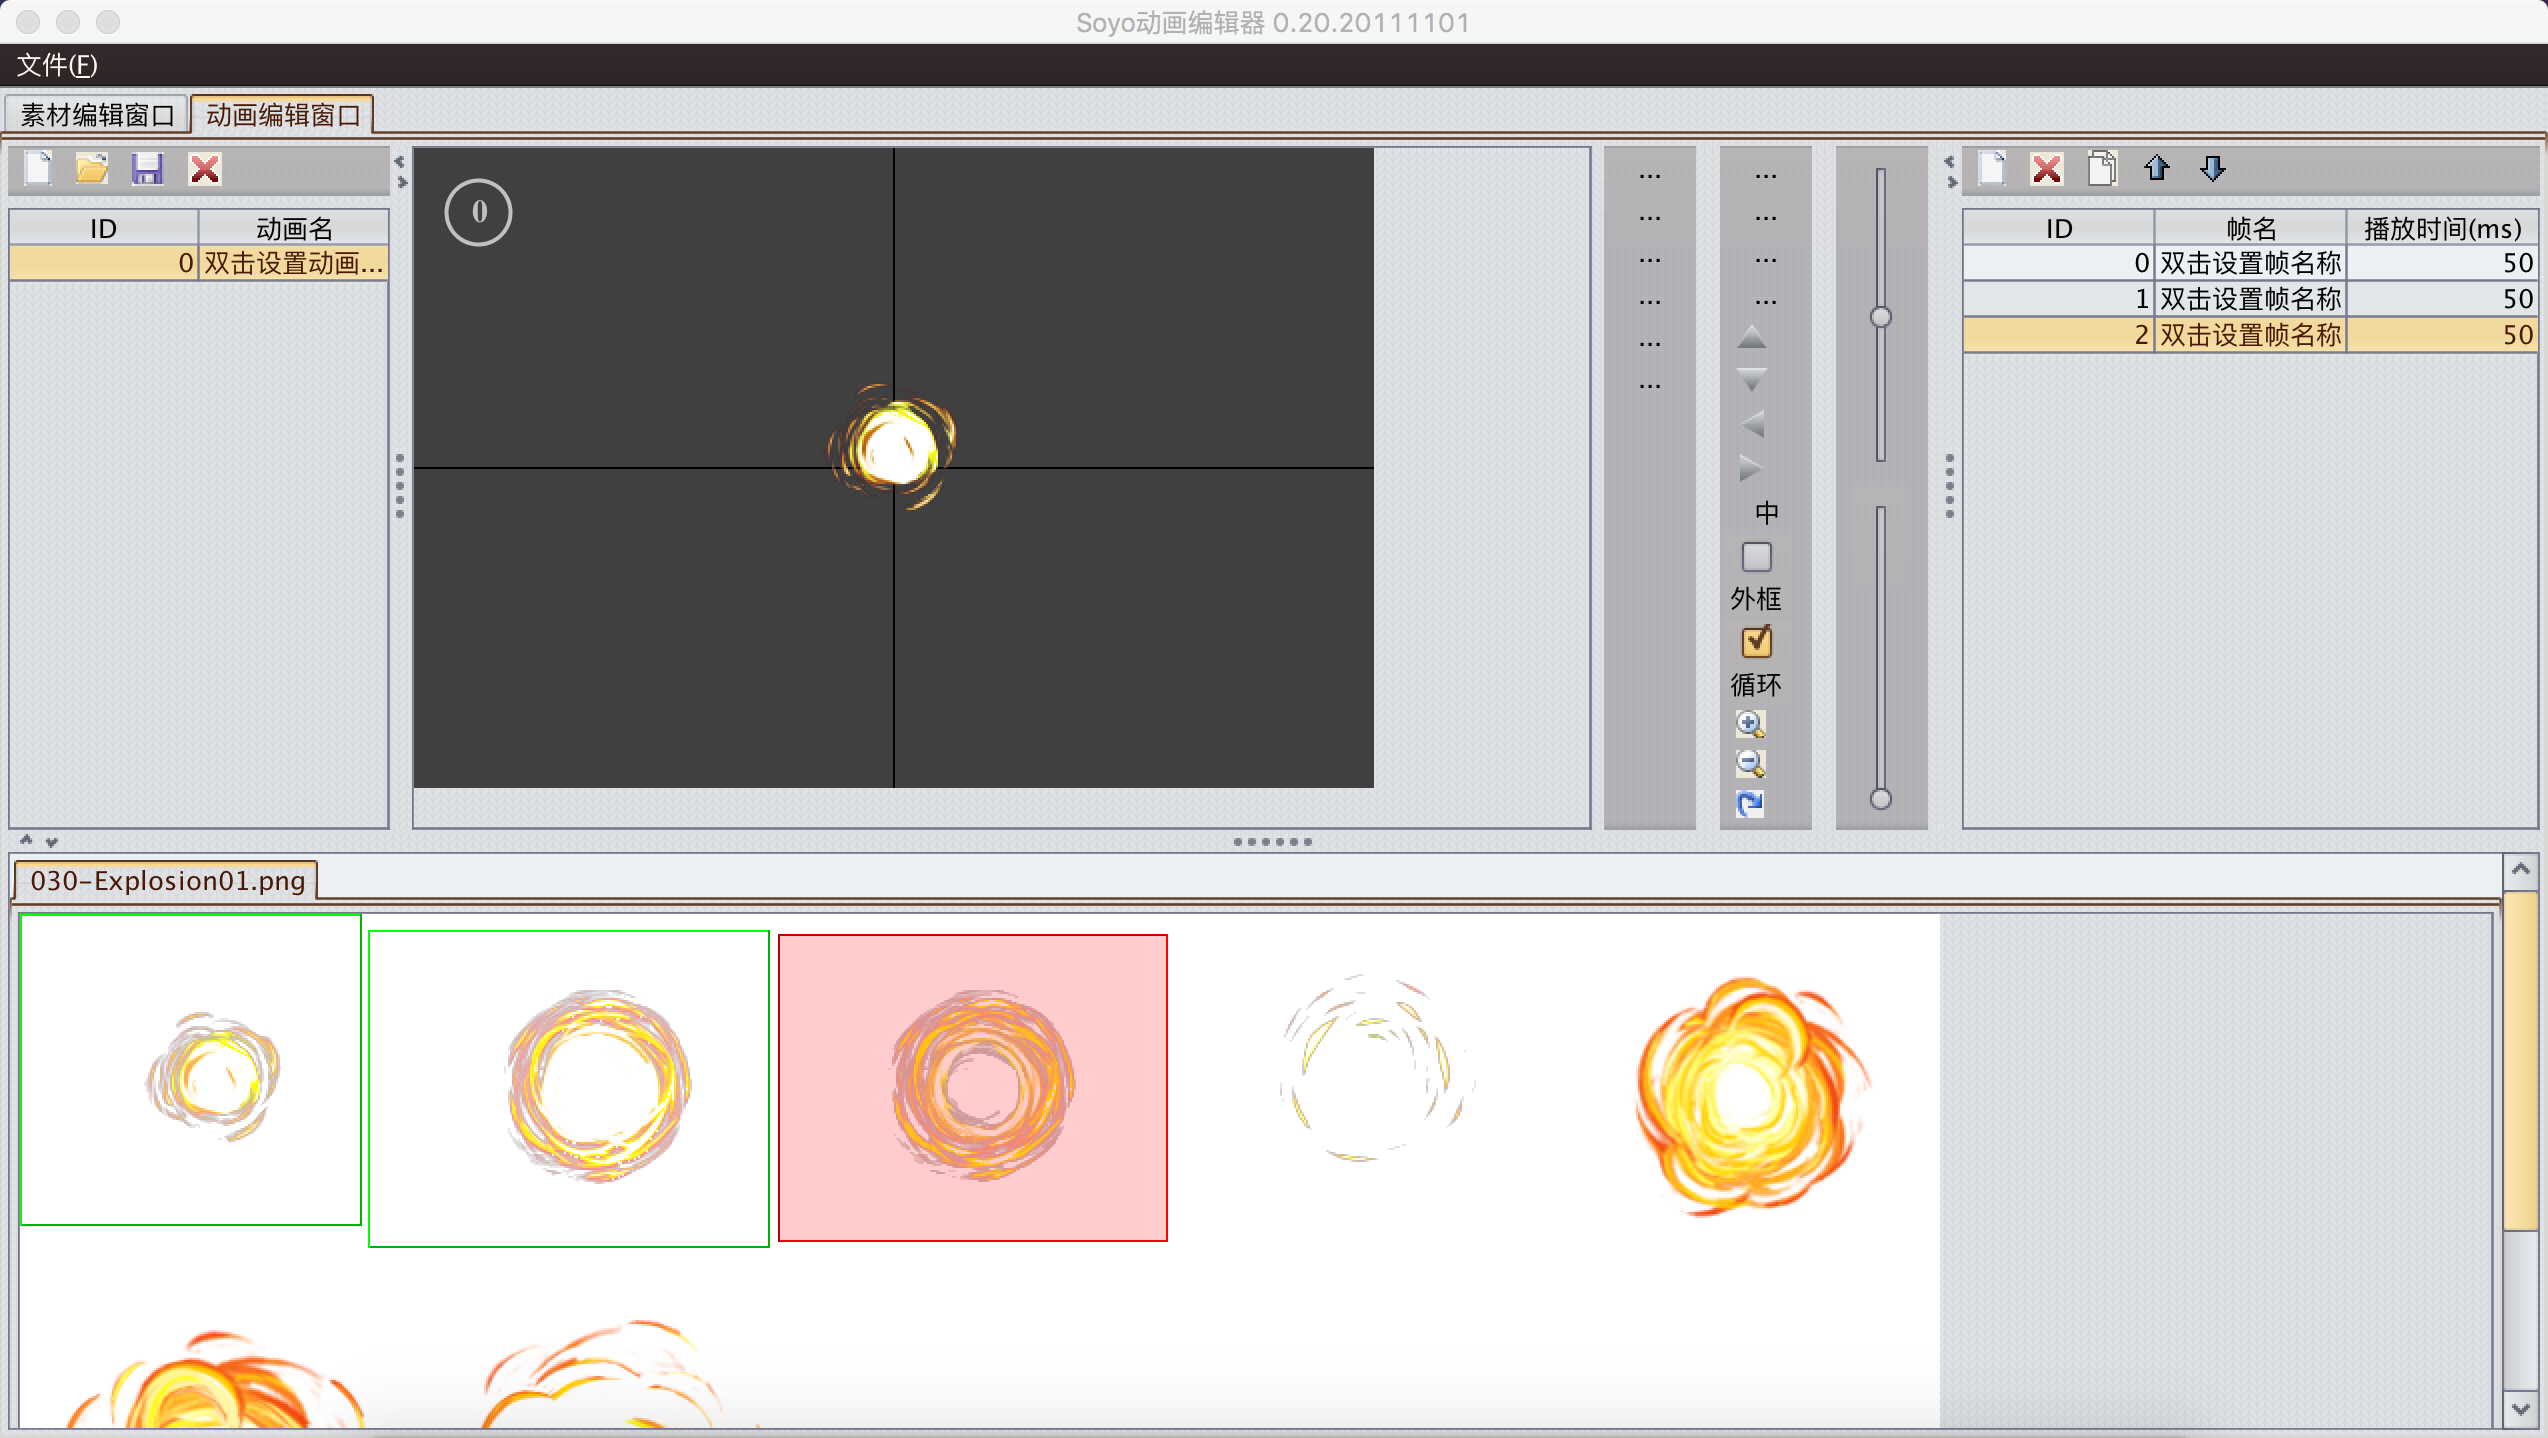 Soyo动画编辑器 0.20.20111101
文件(F)
素材编辑窗口
动画编辑窗口
ID 动画名
0 双击设置动画...
0
...
...
...
...
...
...
...
...
...
...
中
外框
循环
ID 帧名 播放时间(ms)
0 双击设置帧名称 50
1 双击设置帧名称 50
2 双击设置帧名称 50
030-Explosion01.png